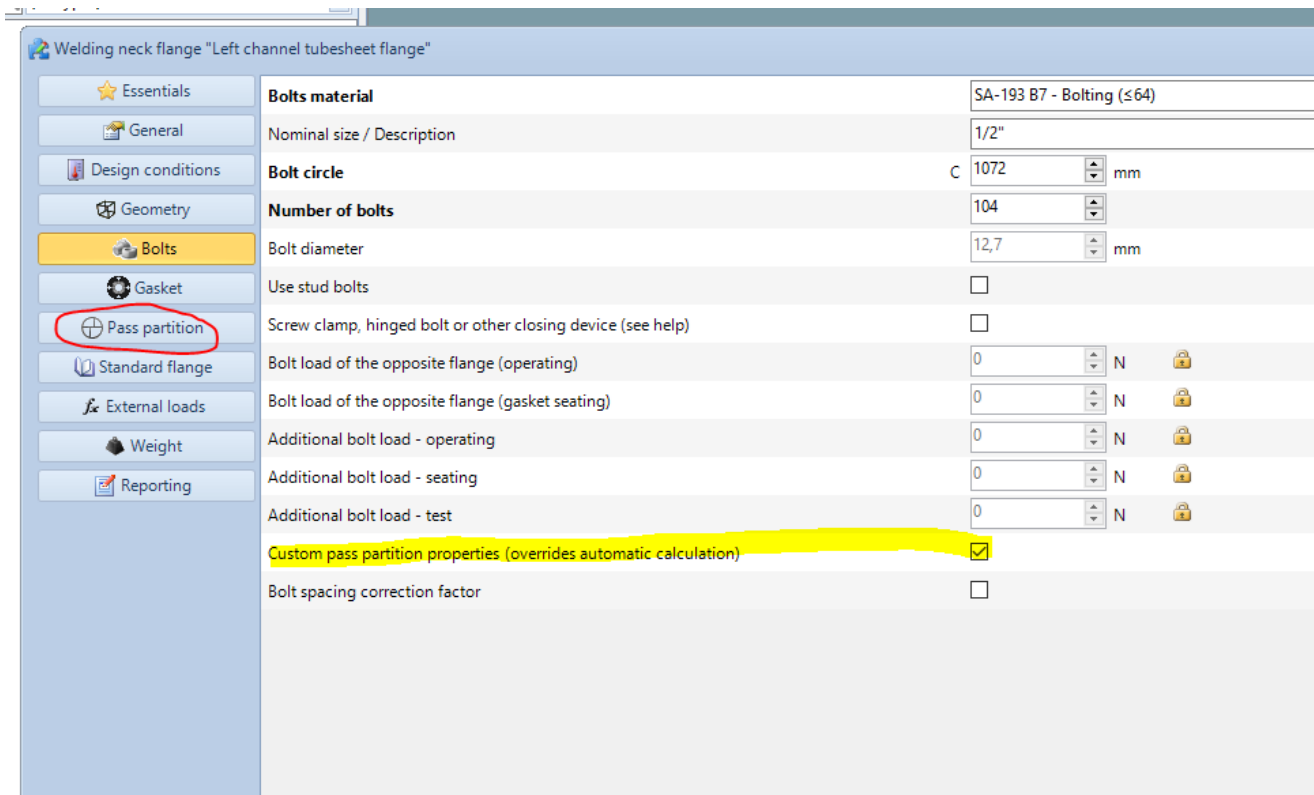 Welding neck flange "Left channel tubesheet flange"
Essentials
General
Design conditions
Geometry
Bolts
Gasket
Pass partition
Standard flange
External loads
Weight
Reporting
Bolts material SA-193 B7 - Bolting (≤64)
Nominal size / Description 1/2"
Bolt circle C 1072 mm
Number of bolts 104
Bolt diameter 12,7 mm
Use stud bolts
Screw clamp, hinged bolt or other closing device (see help)
Bolt load of the opposite flange (operating) 0 N
Bolt load of the opposite flange (gasket seating) 0 N
Additional bolt load - operating 0 N
Additional bolt load - seating 0 N
Additional bolt load - test 0 N
Custom pass partition properties (overrides automatic calculation)
Bolt spacing correction factor